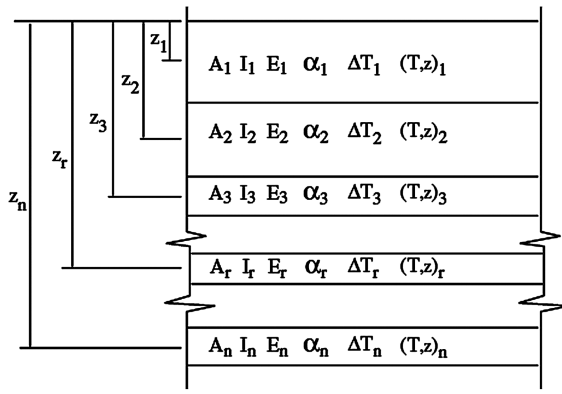 z₁ A₁ I₁ E₁ α₁ ΔT₁ (T,z)₁
z₂ A₂ I₂ E₂ α₂ ΔT₂ (T,z)₂
z₃ A₃ I₃ E₃ α₃ ΔT₃ (T,z)₃
zᵣ Aᵣ Iᵣ Eᵣ αᵣ ΔTᵣ (T,z)ᵣ
zₙ Aₙ Iₙ Eₙ αₙ ΔTₙ (T,z)ₙ